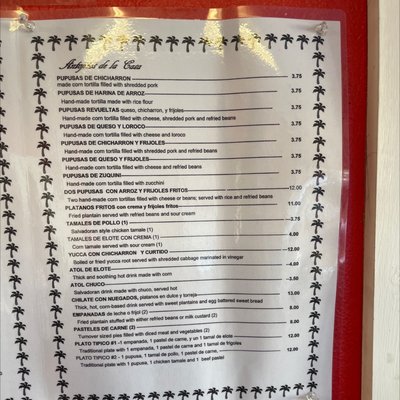 Antojitos de la Casa
PUPUSAS DE CHICHARRON 3.75
made corn tortilla filled with shredded pork
PUPUSAS DE HARINA DE ARROZ 3.75
Hand-made tortilla made with rice flour
PUPUSAS REVUELTAS queso, chicharron, y frijoles 3.75
Hand-made corn tortilla filled with cheese, shredded pork and refried beans
PUPUSAS DE QUESO Y LOROCO 3.75
Hand-made corn tortilla filled with cheese and loroco
PUPUSAS DE CHICHARRON Y FRIJOLES 3.75
Hand-made corn tortilla filled with shredded pork and refried beans
PUPUSAS DE QUESO Y FRIJOLES 3.75
Hand-made corn tortilla filled with cheese and refried beans
PUPUSAS DE ZUQUINI 3.75
Hand-made corn tortilla filled with zucchini
DOS PUPUSAS CON ARROZ Y FRIJOLES FRITOS 12.00
Two hand-made corn tortillas filled with cheese or beans; served with rice and refried beans
PLATANOS FRITOS con crema y frijoles fritos 11.00
Fried plantain served with refried beans and sour cream
TAMALES DE POLLO (1) 3.75
Salvadoran style chicken tamale (1)
TAMALES DE ELOTE CON CREMA 4.00
Corn tamale served with sour cream (1)
YUCCA CON CHICHARRON Y CURTIDO 12.80
Boiled or fried yucca root served with shredded cabbage marinated in vinegar
ATOL DE ELOTE 4.00
Thick and soothing hot drink made with corn
ATOL CHUCO 3.50
Salvadoran drink made with chuco, served hot
CHILATE CON NUEGADOS, platanos en dulce y torreja 13.00
Thick, hot, corn-based drink served with sweet plantains and egg battered sweet bread
EMPANADAS de leche o frijol (2) 8.00
Fried plantain stuffed with either refried beans or milk custard (2)
PASTELES DE CARNE (2) 8.00
Turnover sized pies filled with diced meat and vegetables (2)
PLATO TIPICO #1 -1 empanada, 1 pastel de carne, y un 1 tamal de elote 12.00
Traditional plate with 1 empanada, 1 pastel de carne and 1 tamal de frigoles
PLATO TIPICO #2 - 1 pupusa, 1 tamal de pollo, 1 pastel de carne 12.00
Traditional plate with 1 pupusa, 1 chicken tamale and 1 beef pastel